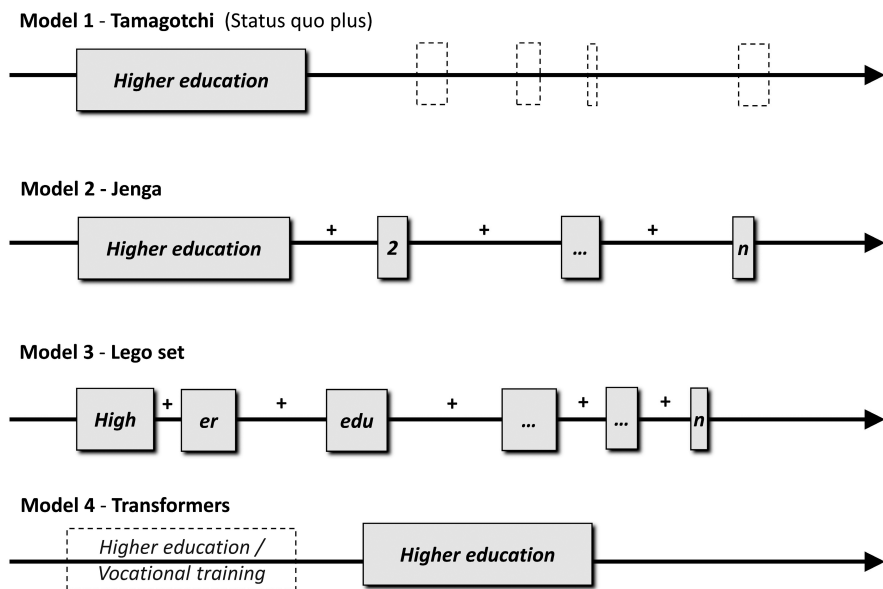 Model 1 - Tamagotchi (Status quo plus)
Higher education
Model 2 - Jenga
Higher education + 2 + ... + n
Model 3 - Lego set
High + er + edu + ... + ... + n
Model 4 - Transformers
Higher education /
Vocational training
Higher education